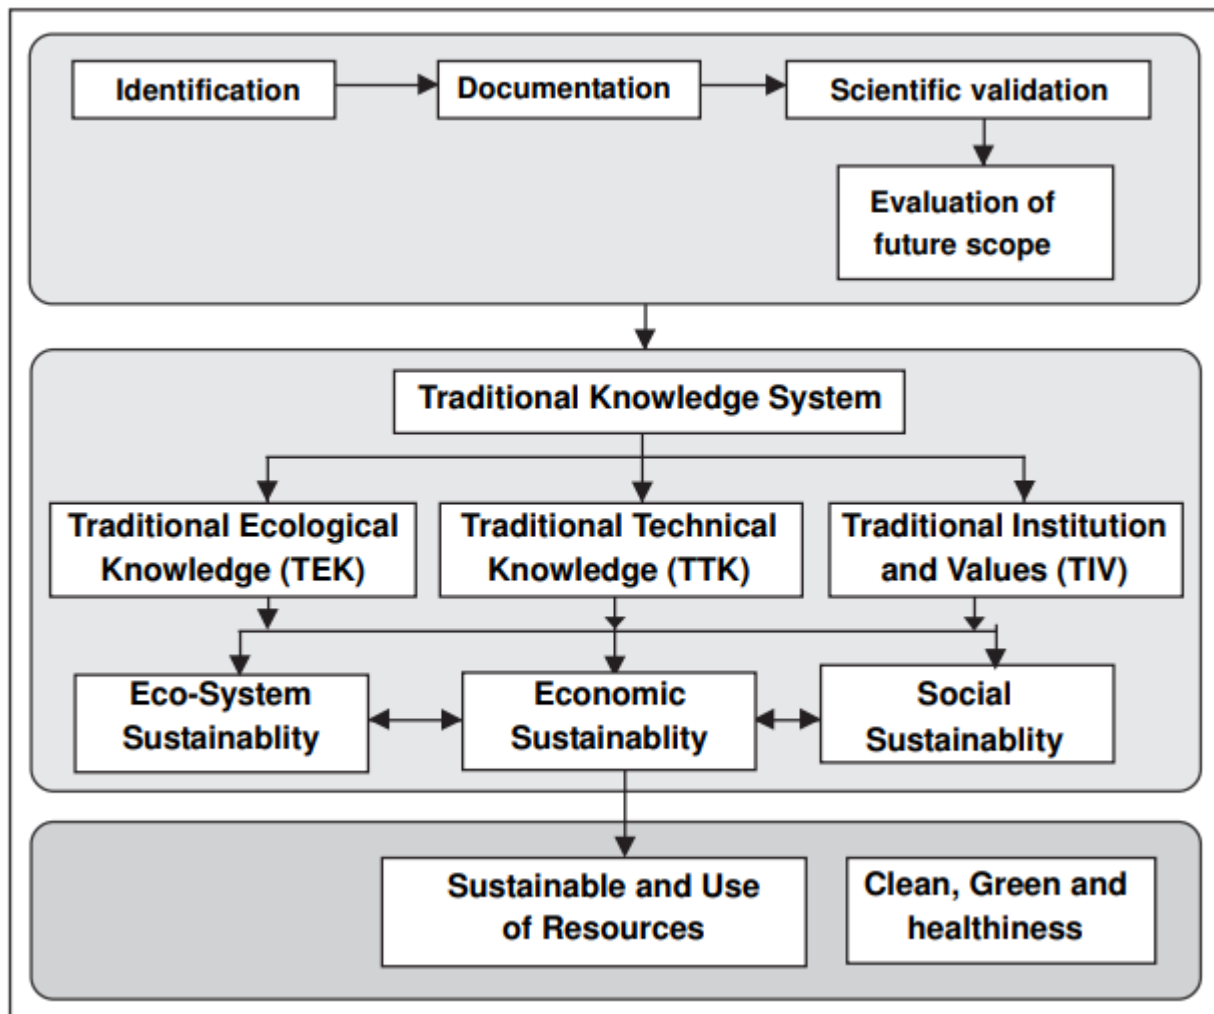 Identification
Documentation
Scientific validation
Evaluation of
future scope
Traditional Knowledge System
Traditional Ecological
Knowledge (TEK)
Traditional Technical
Knowledge (TTK)
Traditional Institution
and Values (TIV)
Eco-System
Sustainablity
Economic
Sustainablity
Social
Sustainablity
Sustainable and Use
of Resources
Clean, Green and
healthiness